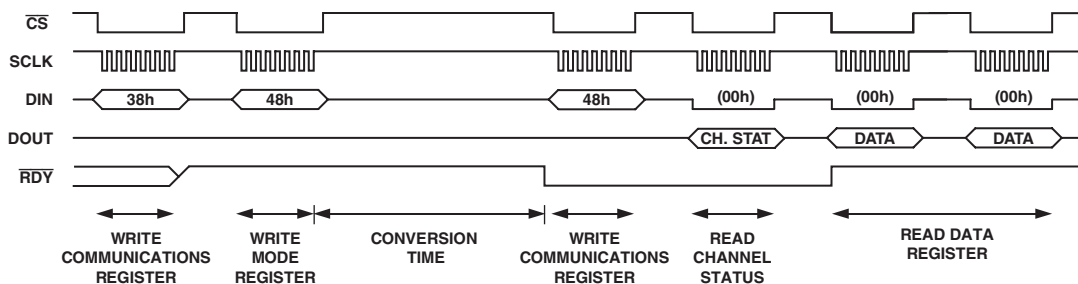 CS
SCLK
DIN
38h
48h
48h
(00h)
(00h)
(00h)
DOUT
CH. STAT
DATA
DATA
RDY
WRITE
COMMUNICATIONS
REGISTER
WRITE
MODE
REGISTER
CONVERSION
TIME
WRITE
COMMUNICATIONS
REGISTER
READ
CHANNEL
STATUS
READ DATA
REGISTER